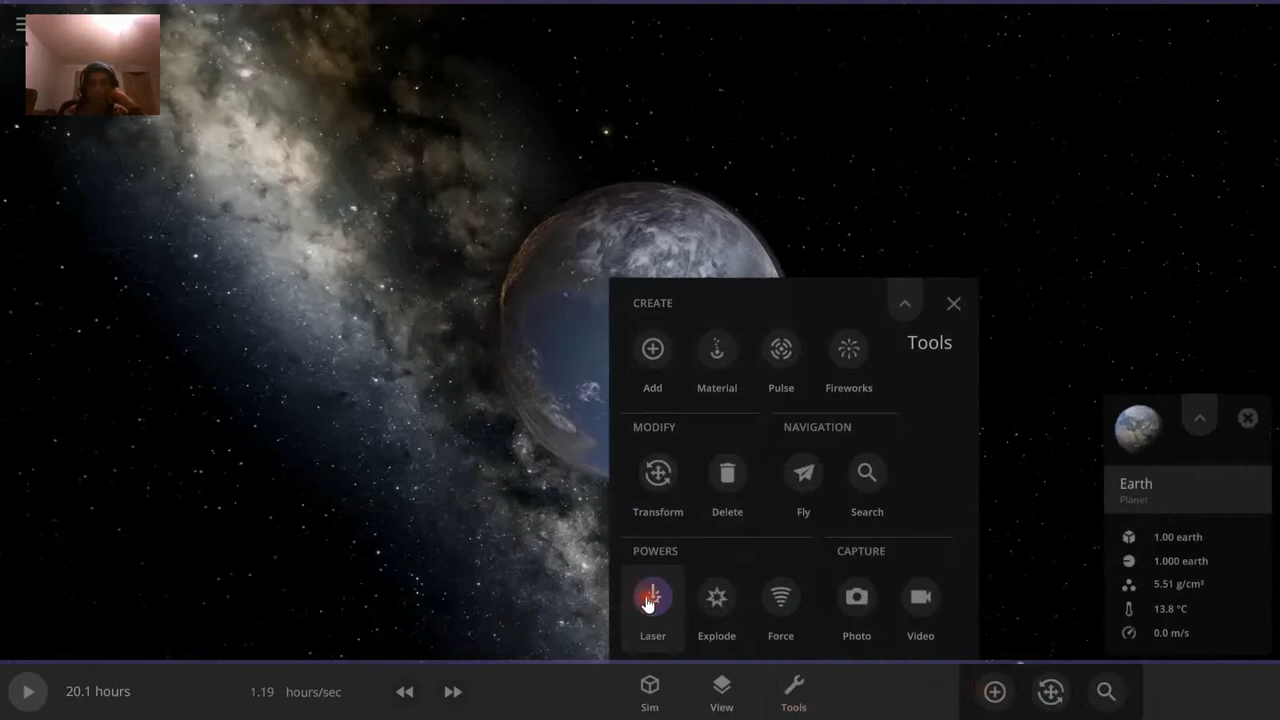 CREATE
Tools
Add Material Pulse Fireworks
MODIFY NAVIGATION
Transform Delete Fly Search
POWERS CAPTURE
Laser Explode Force Photo Video
Earth
Planet
1.00 earth
1.000 earth
5.51 g/cm³
13.8 °C
0.0 m/s
20.1 hours 1.19 hours/sec Sim View Tools